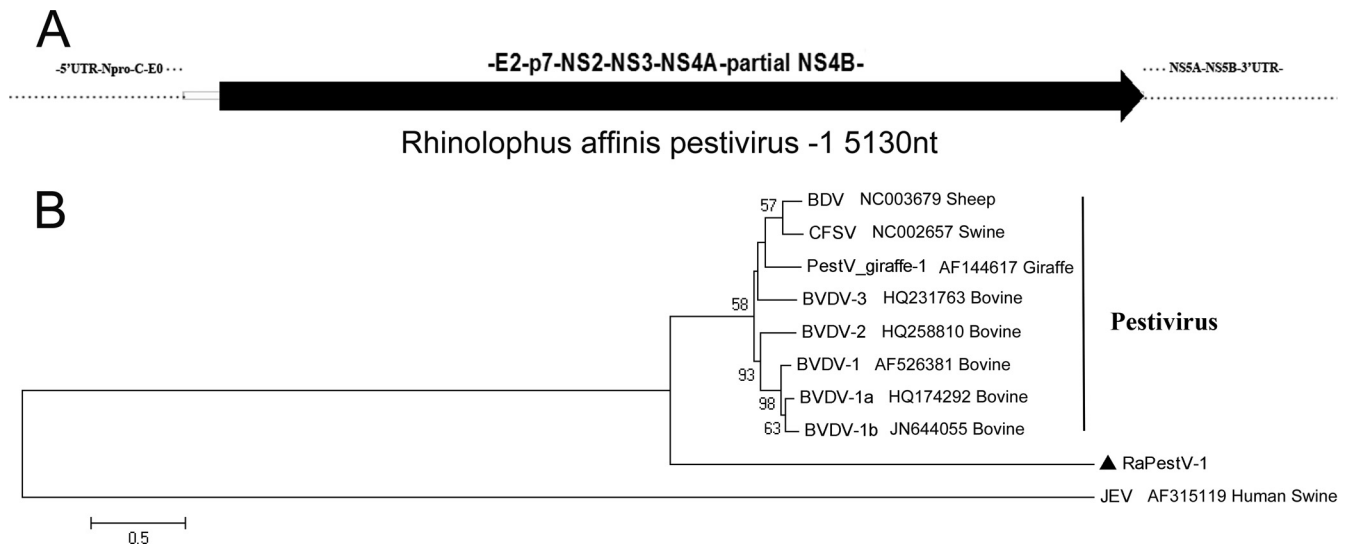 A
-5'UTR-Npro-C-E0
-E2-p7-NS2-NS3-NS4A-partial NS4B-
NS5A-NS5B-3'UTR-
Rhinolophus affinis pestivirus -1 5130nt
B
57
BDV NC003679 Sheep
CFSV NC002657 Swine
PestV_giraffe-1 AF144617 Giraffe
58
BVDV-3 HQ231763 Bovine
Pestivirus
BVDV-2 HQ258810 Bovine
93
BVDV-1 AF526381 Bovine
98
BVDV-1a HQ174292 Bovine
63
BVDV-1b JN644055 Bovine
RaPestV-1
JEV AF315119 Human Swine
0.5